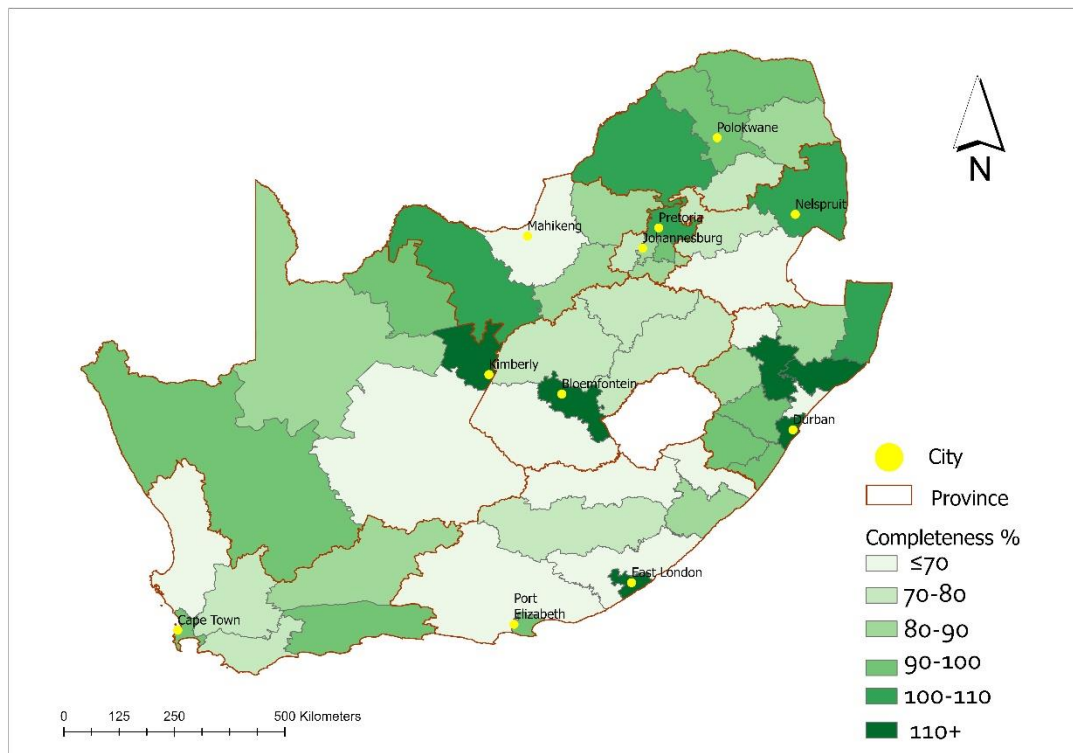 Polokwane
N
Nelspruit
Mahikeng
Pretoria
Johannesburg
Kimberly
Bloemfontein
Durban
City
Province
Completeness %
≤70
70-80
80-90
90-100
100-110
110+
East London
Port
Elizabeth
Cape Town
0 125 250 500 Kilometers